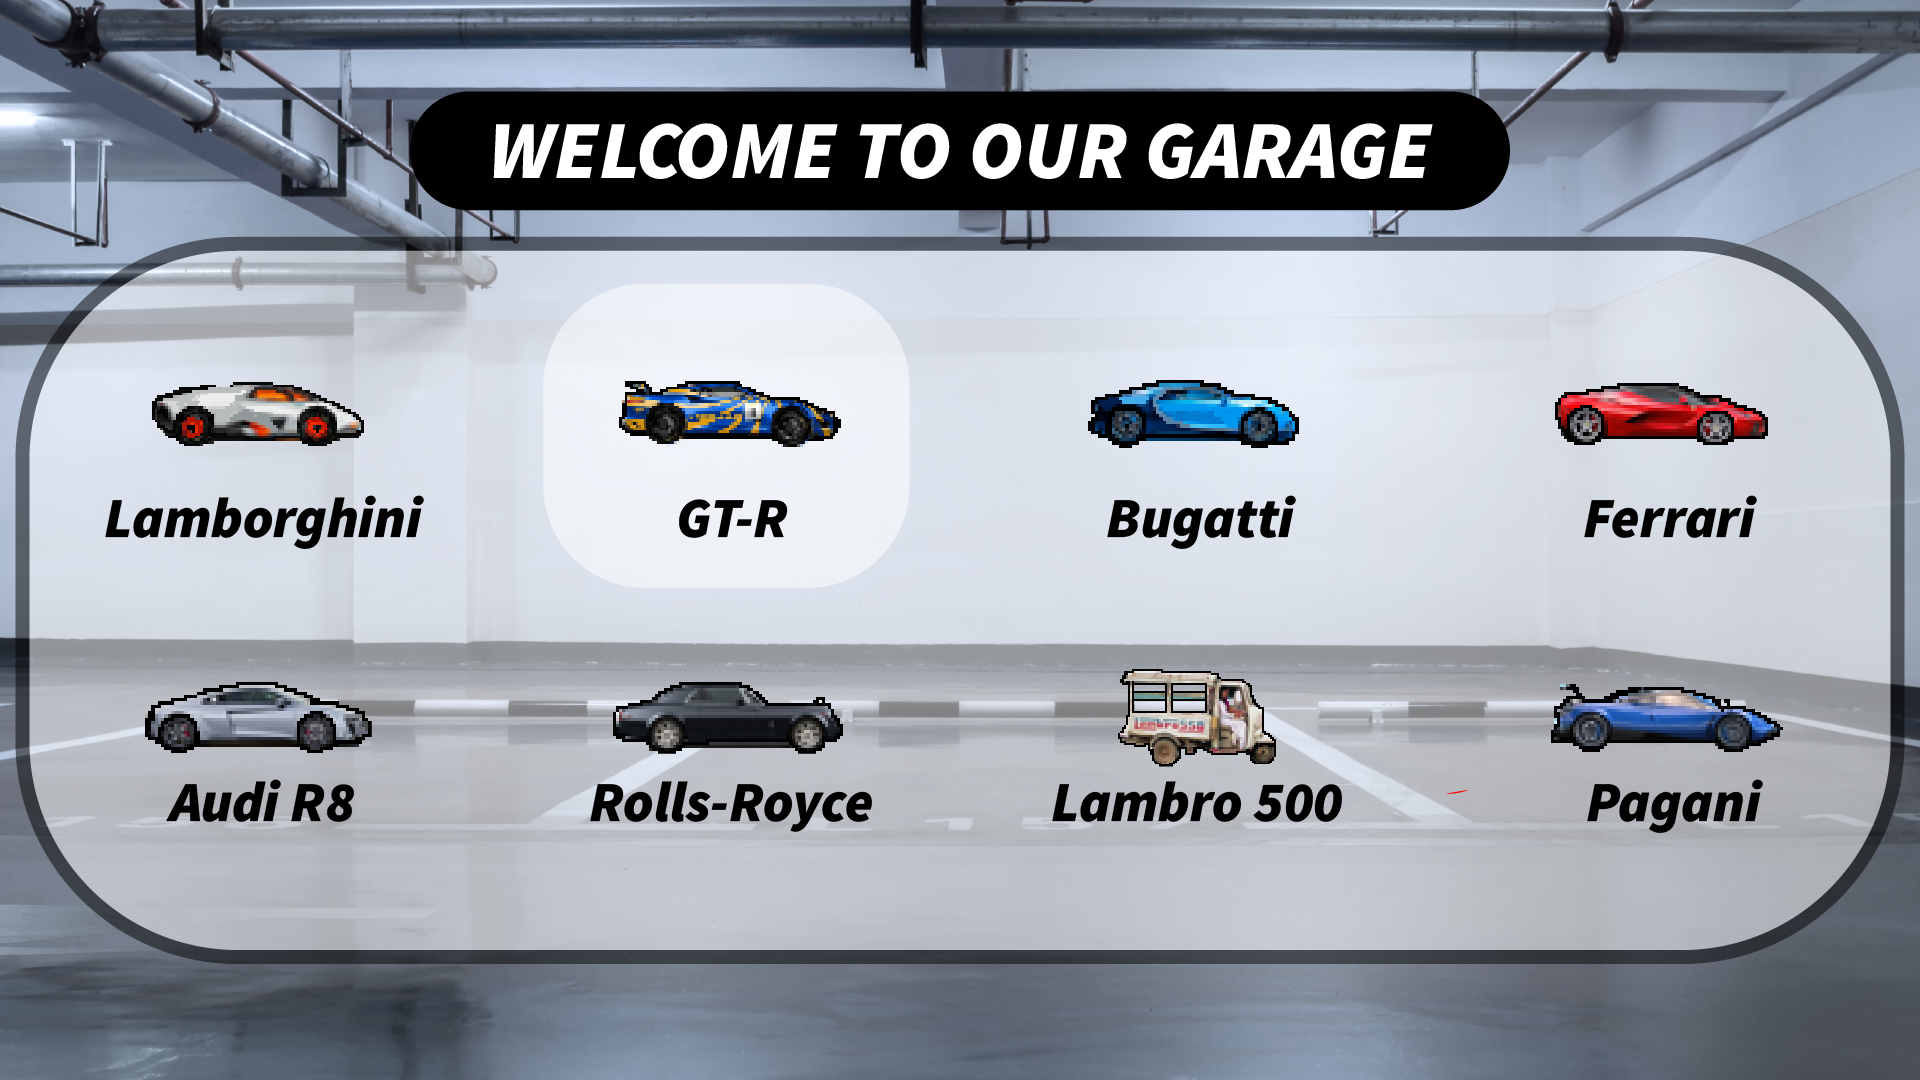 WELCOME TO OUR GARAGE
Lamborghini
GT-R
Bugatti
Ferrari
Audi R8
Rolls-Royce
Lambro 500
Pagani